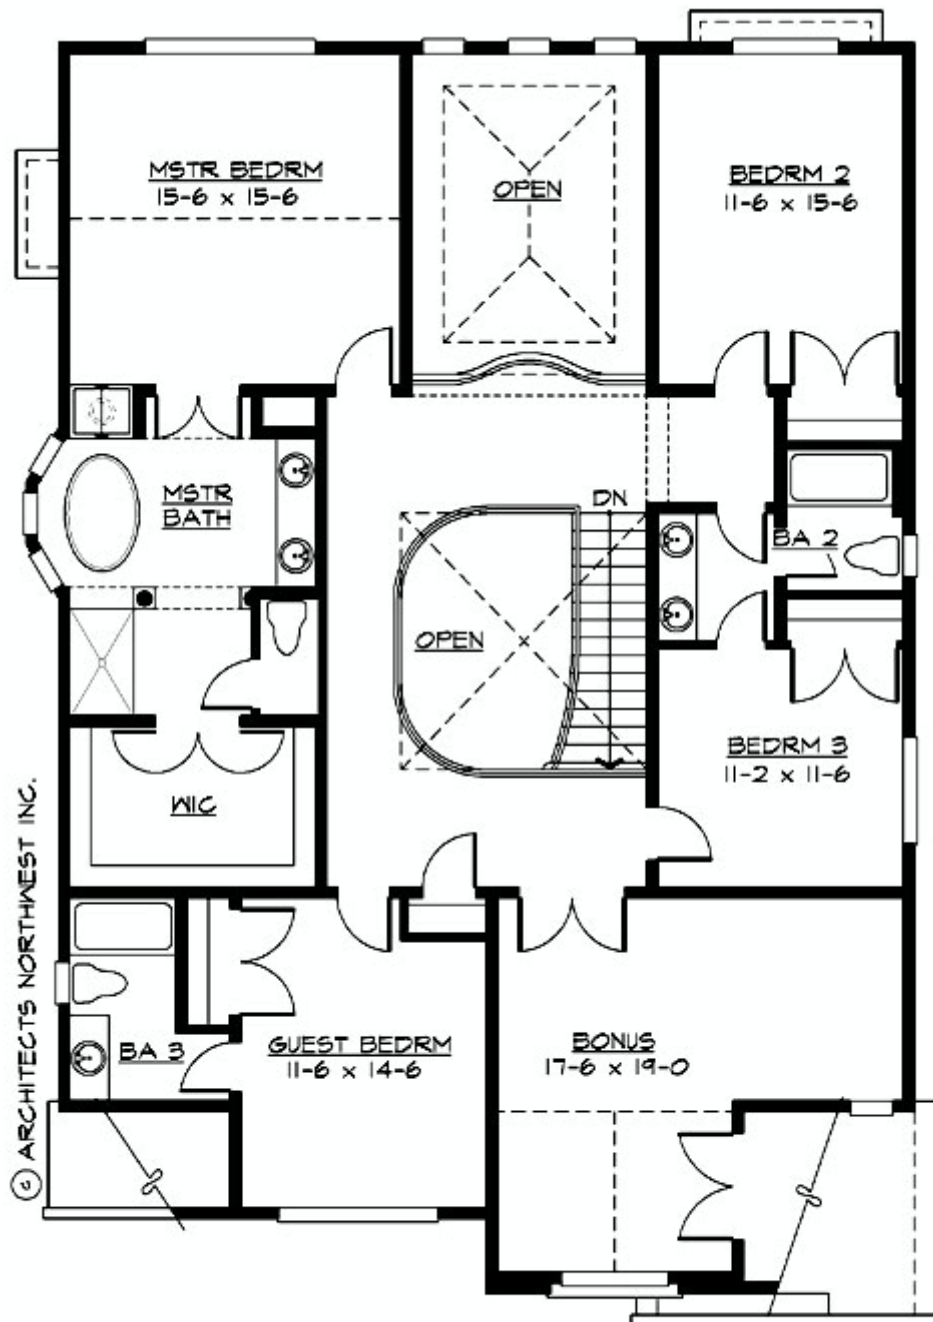 MSTR BEDRM
15-6 x 15-6
OPEN
BEDRM 2
11-6 x 15-6
MSTR
BATH
DN
BA 2
OPEN
BEDRM 3
11-2 x 11-6
WIC
BA 3
GUEST BEDRM
11-6 x 14-6
BONUS
17-6 x 19-0
© ARCHITECTS NORTHWEST INC.